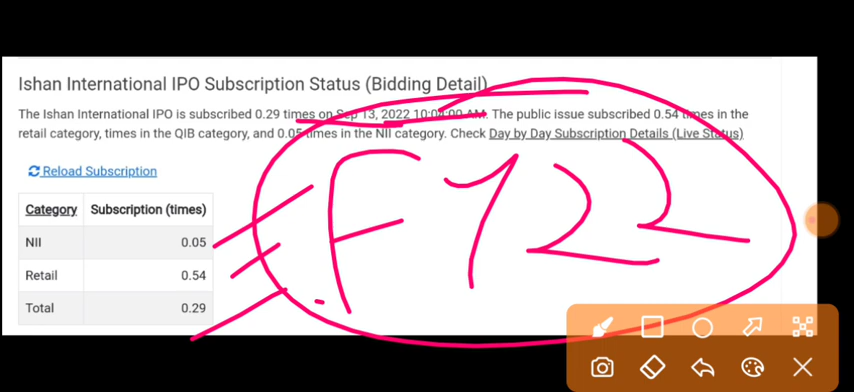 Ishan International IPO Subscription Status (Bidding Detail)
The Ishan International IPO is subscribed 0.29 times on Sep 13, 2022 10:04:00 AM. The public issue subscribed 0.54 times in the
retail category, times in the QIB category, and 0.05 times in the NII category. Check Day by Day Subscription Details (Live Status)
Reload Subscription
Category Subscription (times)
NII 0.05
Retail 0.54
Total 0.29
FY22